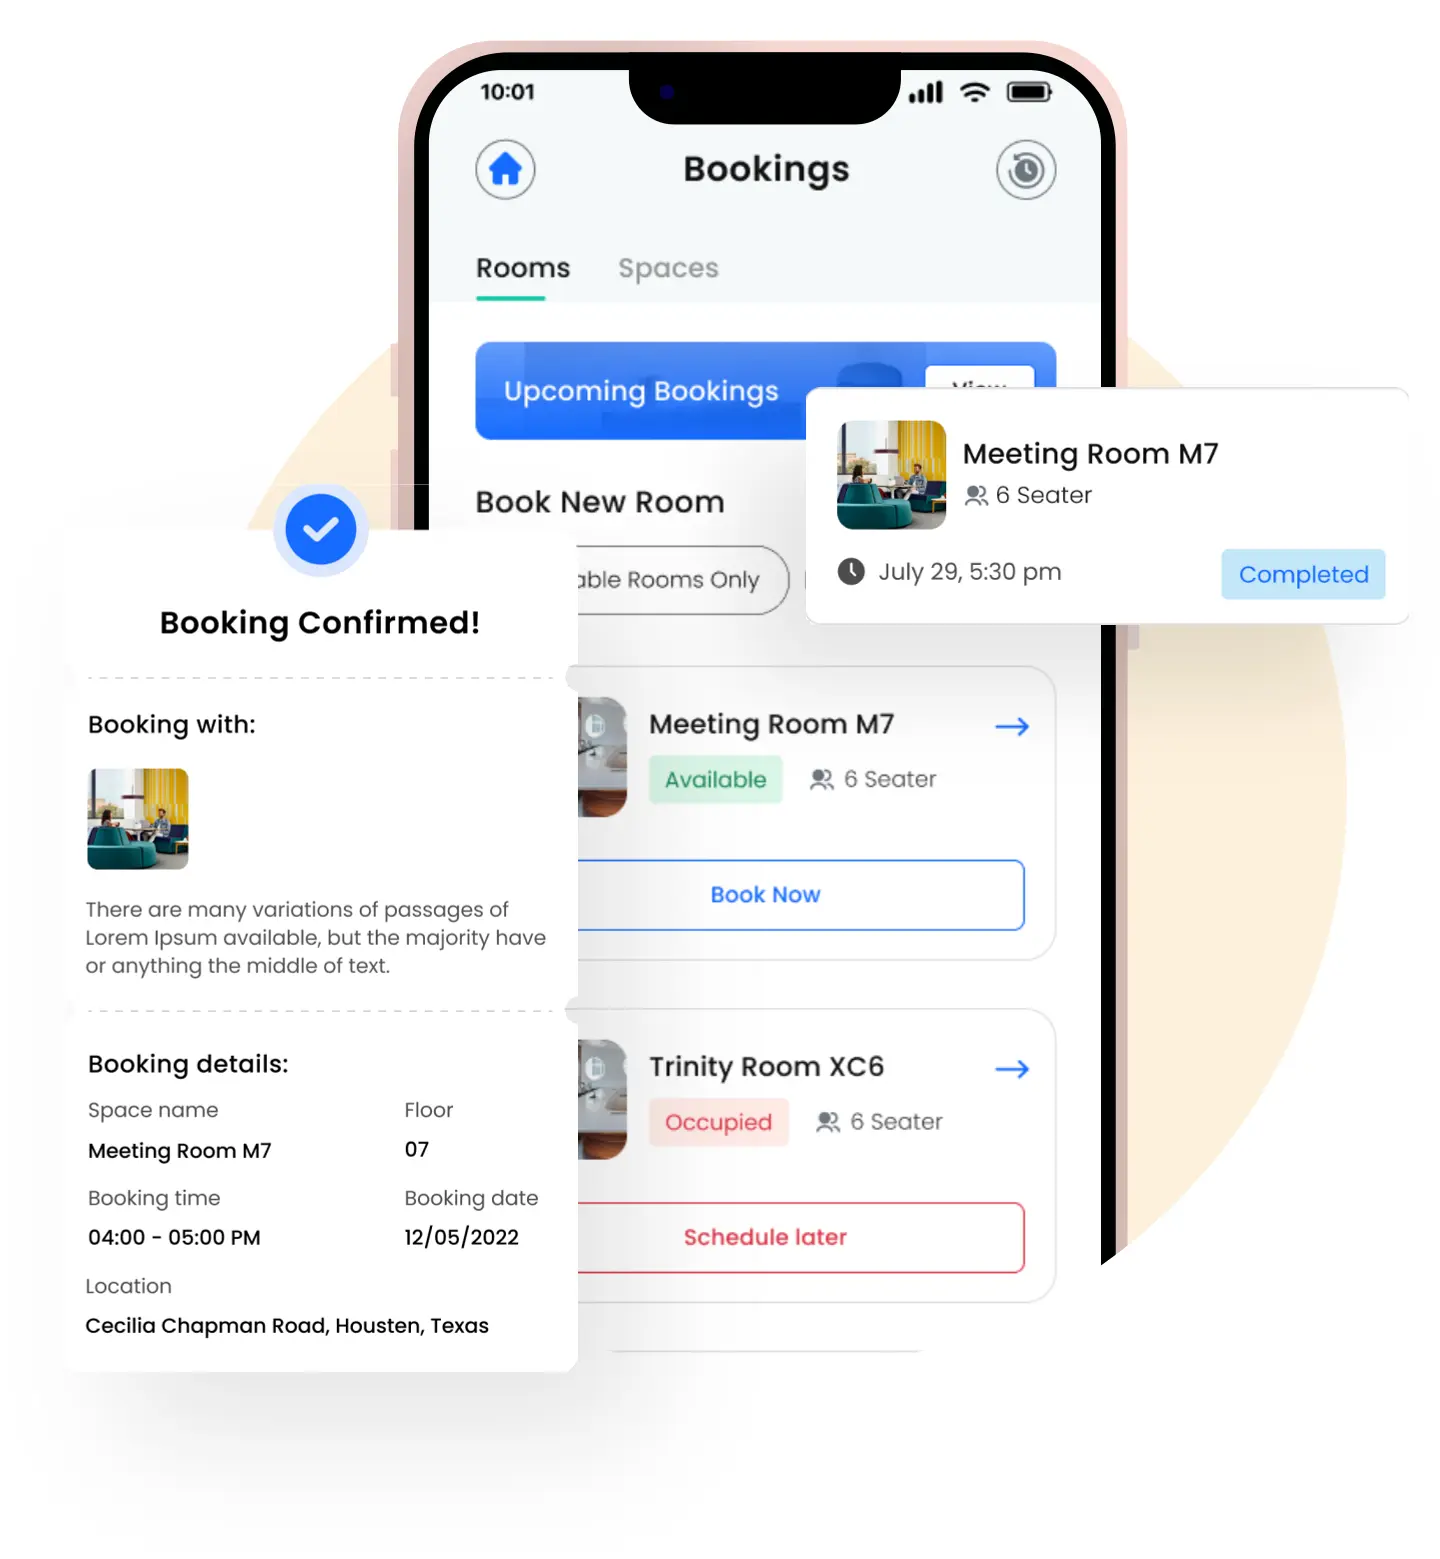 10:01
Bookings
Rooms
Spaces
Upcoming Bookings
View
Meeting Room M7
6 Seater
July 29, 5:30 pm
Completed
Book New Room
Rooms Only
Booking Confirmed!
Booking with:
There are many variations of passages of
Lorem Ipsum available, but the majority have
or anything the middle of text.
Booking details:
Space name
Floor
Meeting Room M7
07
Booking time
Booking date
04:00 - 05:00 PM
12/05/2022
Location
Cecilia Chapman Road, Housten, Texas
Meeting Room M7
Available
6 Seater
Book Now
Trinity Room XC6
Occupied
6 Seater
Schedule later